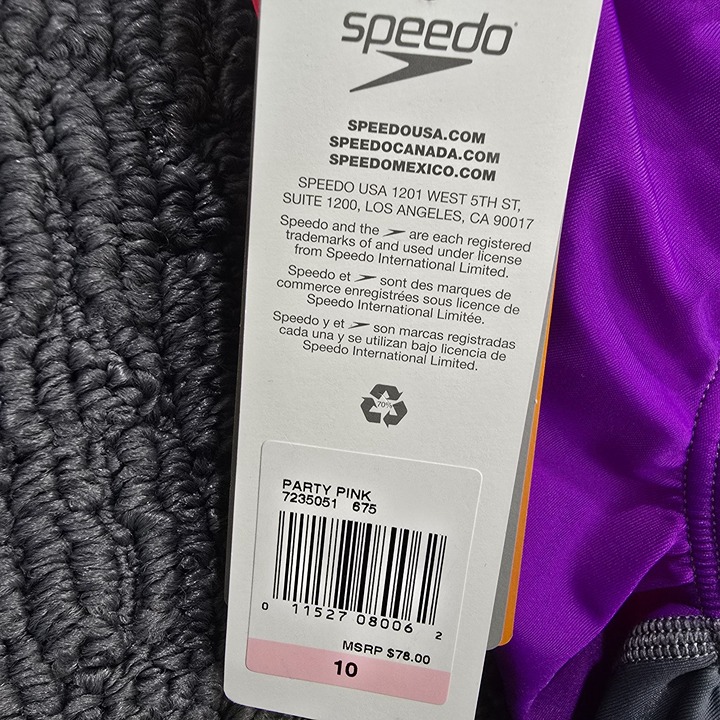 speedo
SPEEDOUSA.COM
SPEEDOCANADA.COM
SPEEDOMEXICO.COM
SPEEDO USA 1201 WEST 5TH ST,
SUITE 1200, LOS ANGELES, CA 90017
Speedo and the are each registered
trademarks of and used under license
from Speedo International Limited.
Speedo et sont des marques de
commerce enregistrées sous licence de
Speedo International Limitée.
Speedo y et son marcas registradas
cada una y se utilizan bajo licencia de
Speedo International Limited.
70%
PARTY PINK
7235051 675
0 11527 08006 2
MSRP $78.00
10